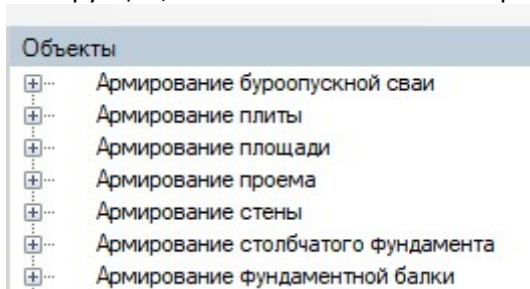 Объекты
Армирование буроопускной сваи
Армирование плиты
Армирование площади
Армирование проема
Армирование стены
Армирование столбчатого фундамента
Армирование фундаментной балки